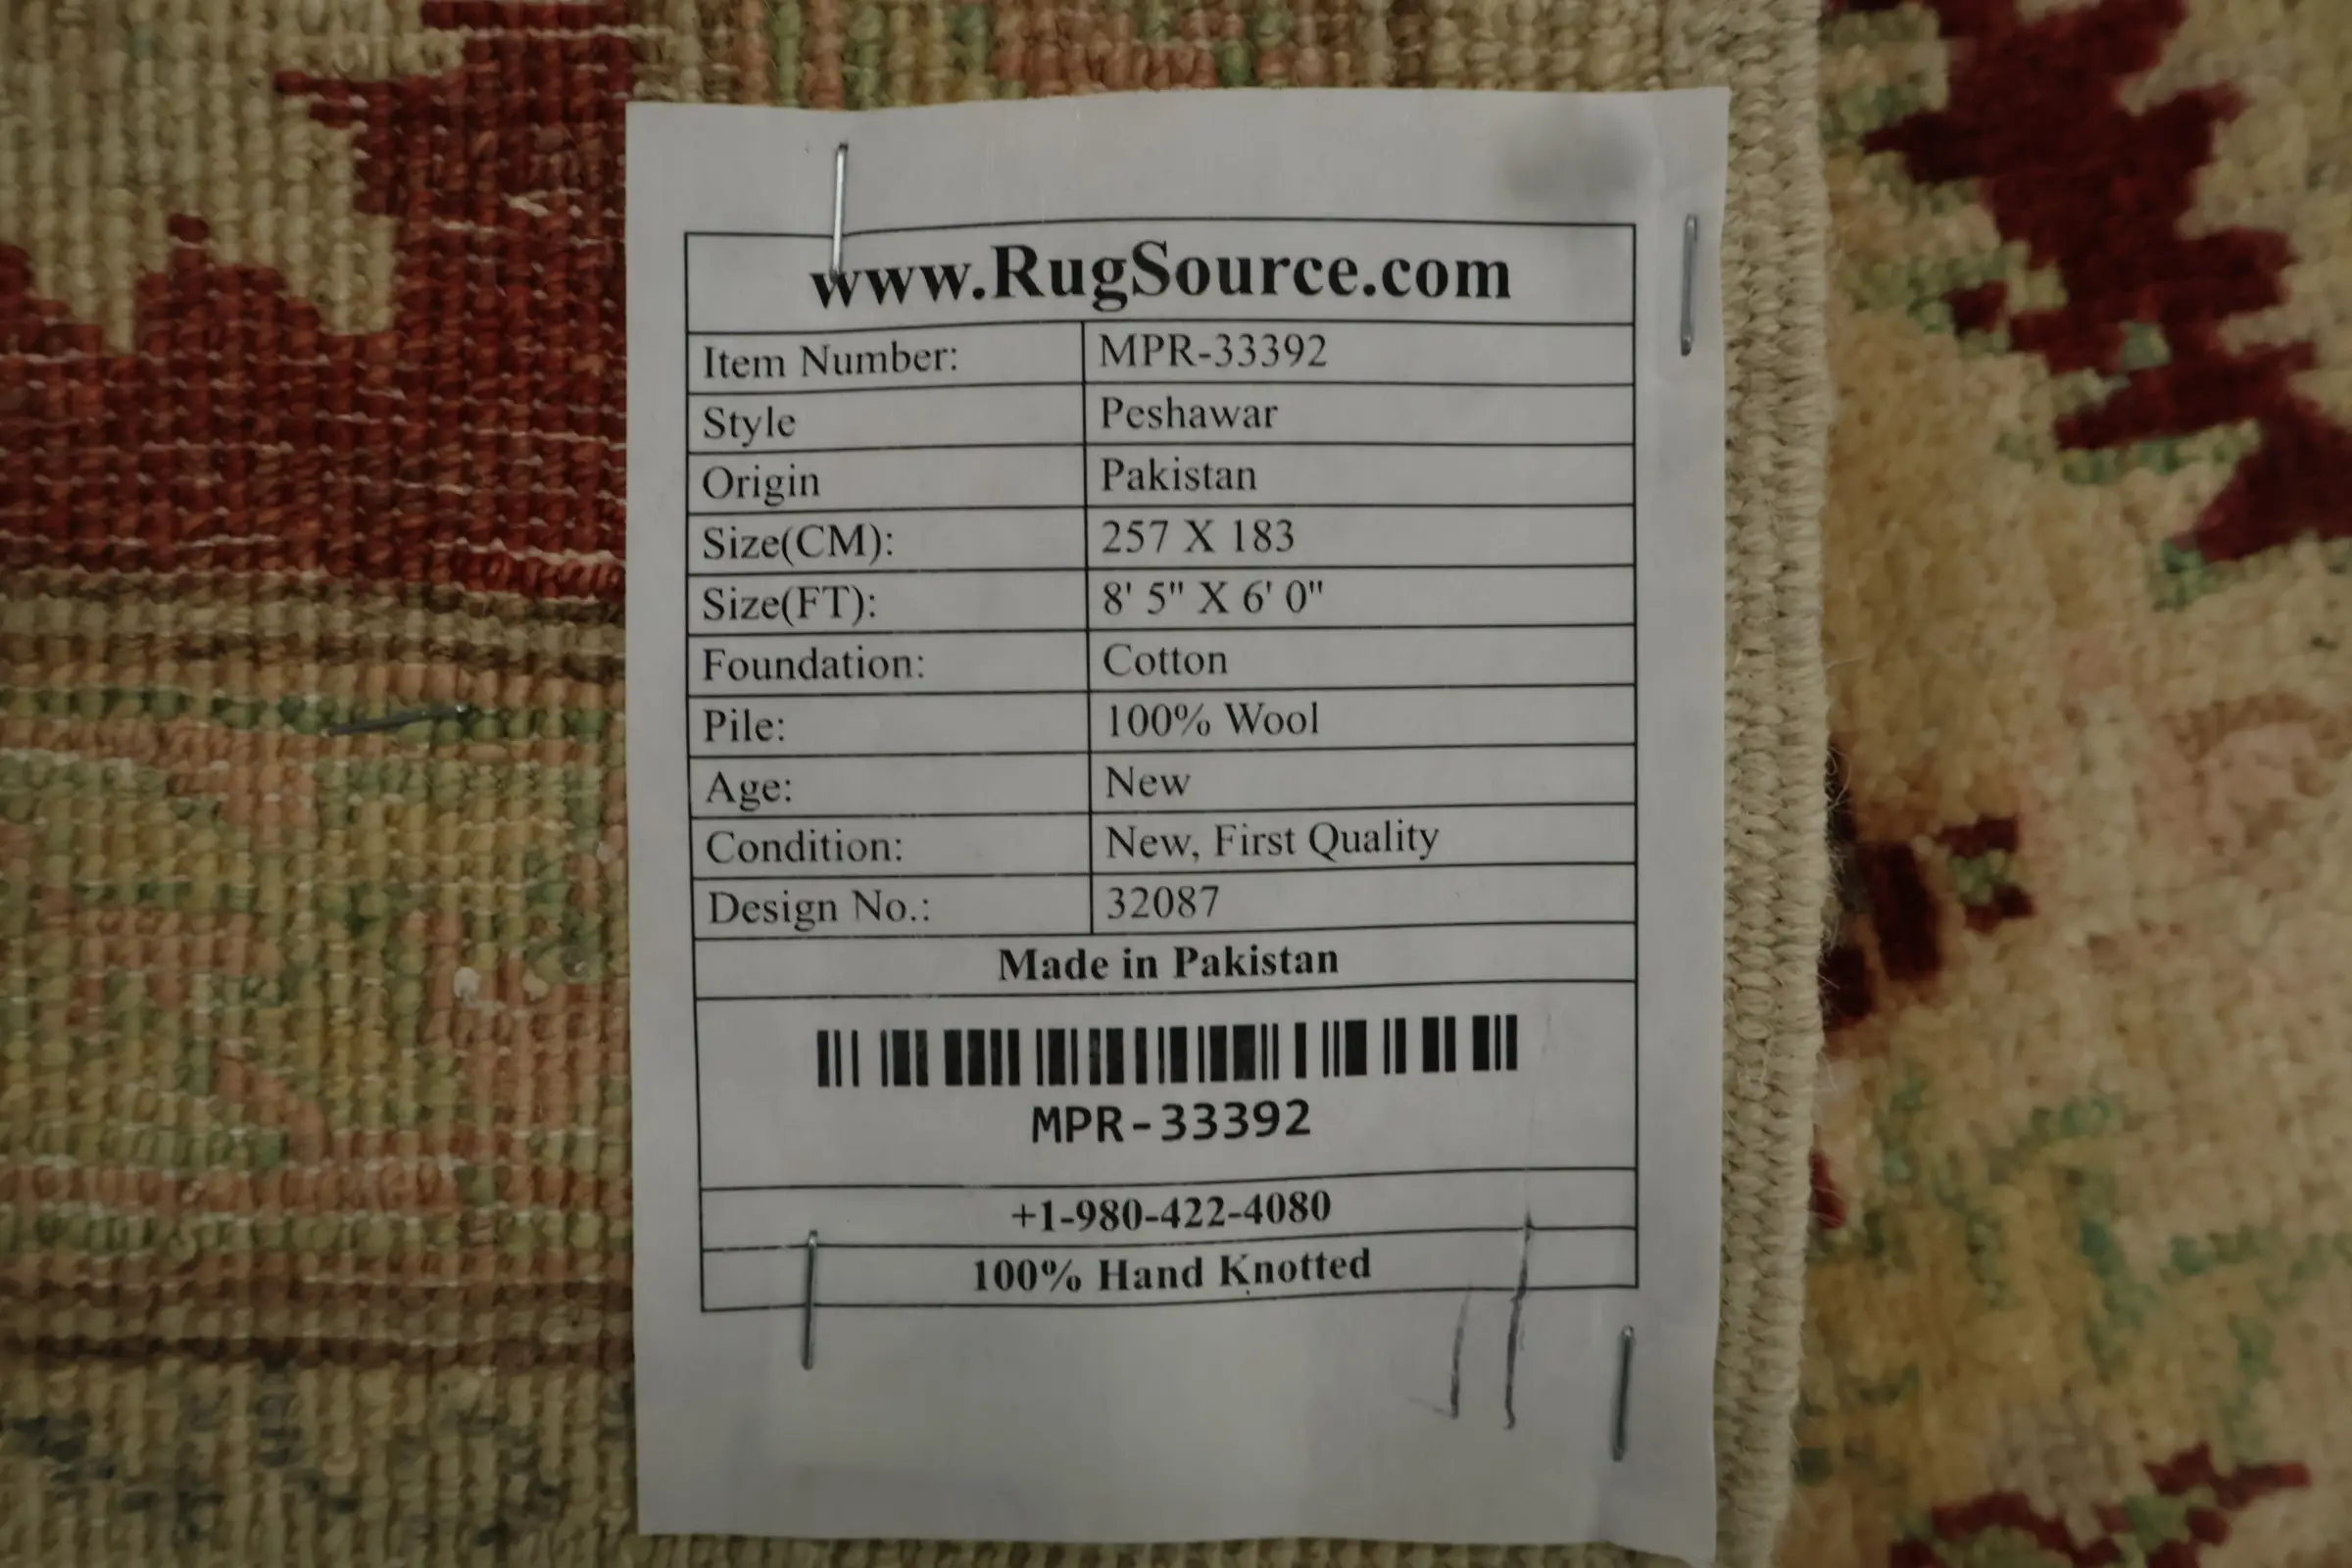 www.RugSource.com
Item Number: MPR-33392
Style Peshawar
Origin Pakistan
Size(CM): 257 X 183
Size(FT): 8' 5" X 6' 0"
Foundation: Cotton
Pile: 100% Wool
Age: New
Condition: New, First Quality
Design No.: 32087
Made in Pakistan
MPR-33392
+1-980-422-4080
100% Hand Knotted